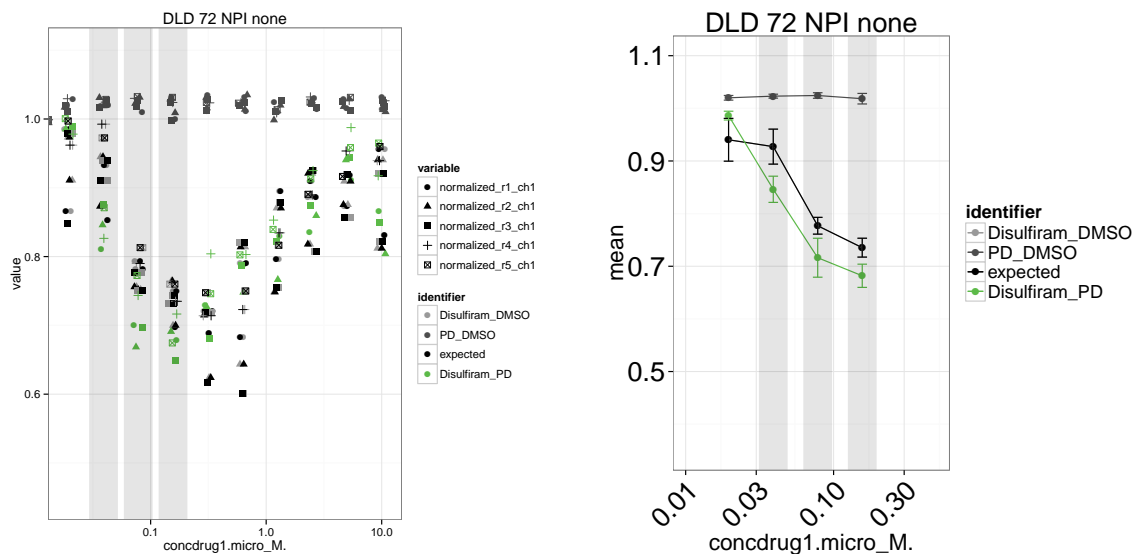 DLD 72 NPI none
1.0
0.8
0.6
value
0.1
1.0
10.0
concdrug1.micro_M.
variable
normalized_r1_ch1
normalized_r2_ch1
normalized_r3_ch1
normalized_r4_ch1
normalized_r5_ch1
identifier
Disulfiram_DMSO
PD_DMSO
expected
Disulfiram_PD
DLD 72 NPI none
1.1
0.9
0.7
0.5
mean
0.01
0.03
0.10
0.30
concdrug1.micro_M.
identifier
Disulfiram_DMSO
PD_DMSO
expected
Disulfiram_PD